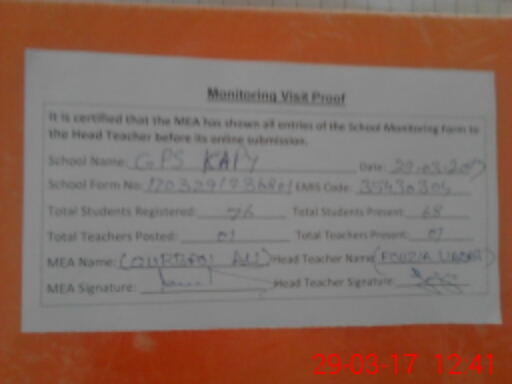 Monitoring Visit Proof
It is certified that the MEA has shown all entries of the School Monitoring Form to
the Head Teacher before its online submission.
School Name: GPS KALY Date: 29-03-2017
School Form No: EMIS Code:
Total Students Registered: 76 Total Students Present: 68
Total Teachers Posted: 01 Total Teachers Present: 01
MEA Name: ALI) Head Teacher Name (FOUZIA
MEA Signature: Head Teacher Signature:
29-03-17 12:41